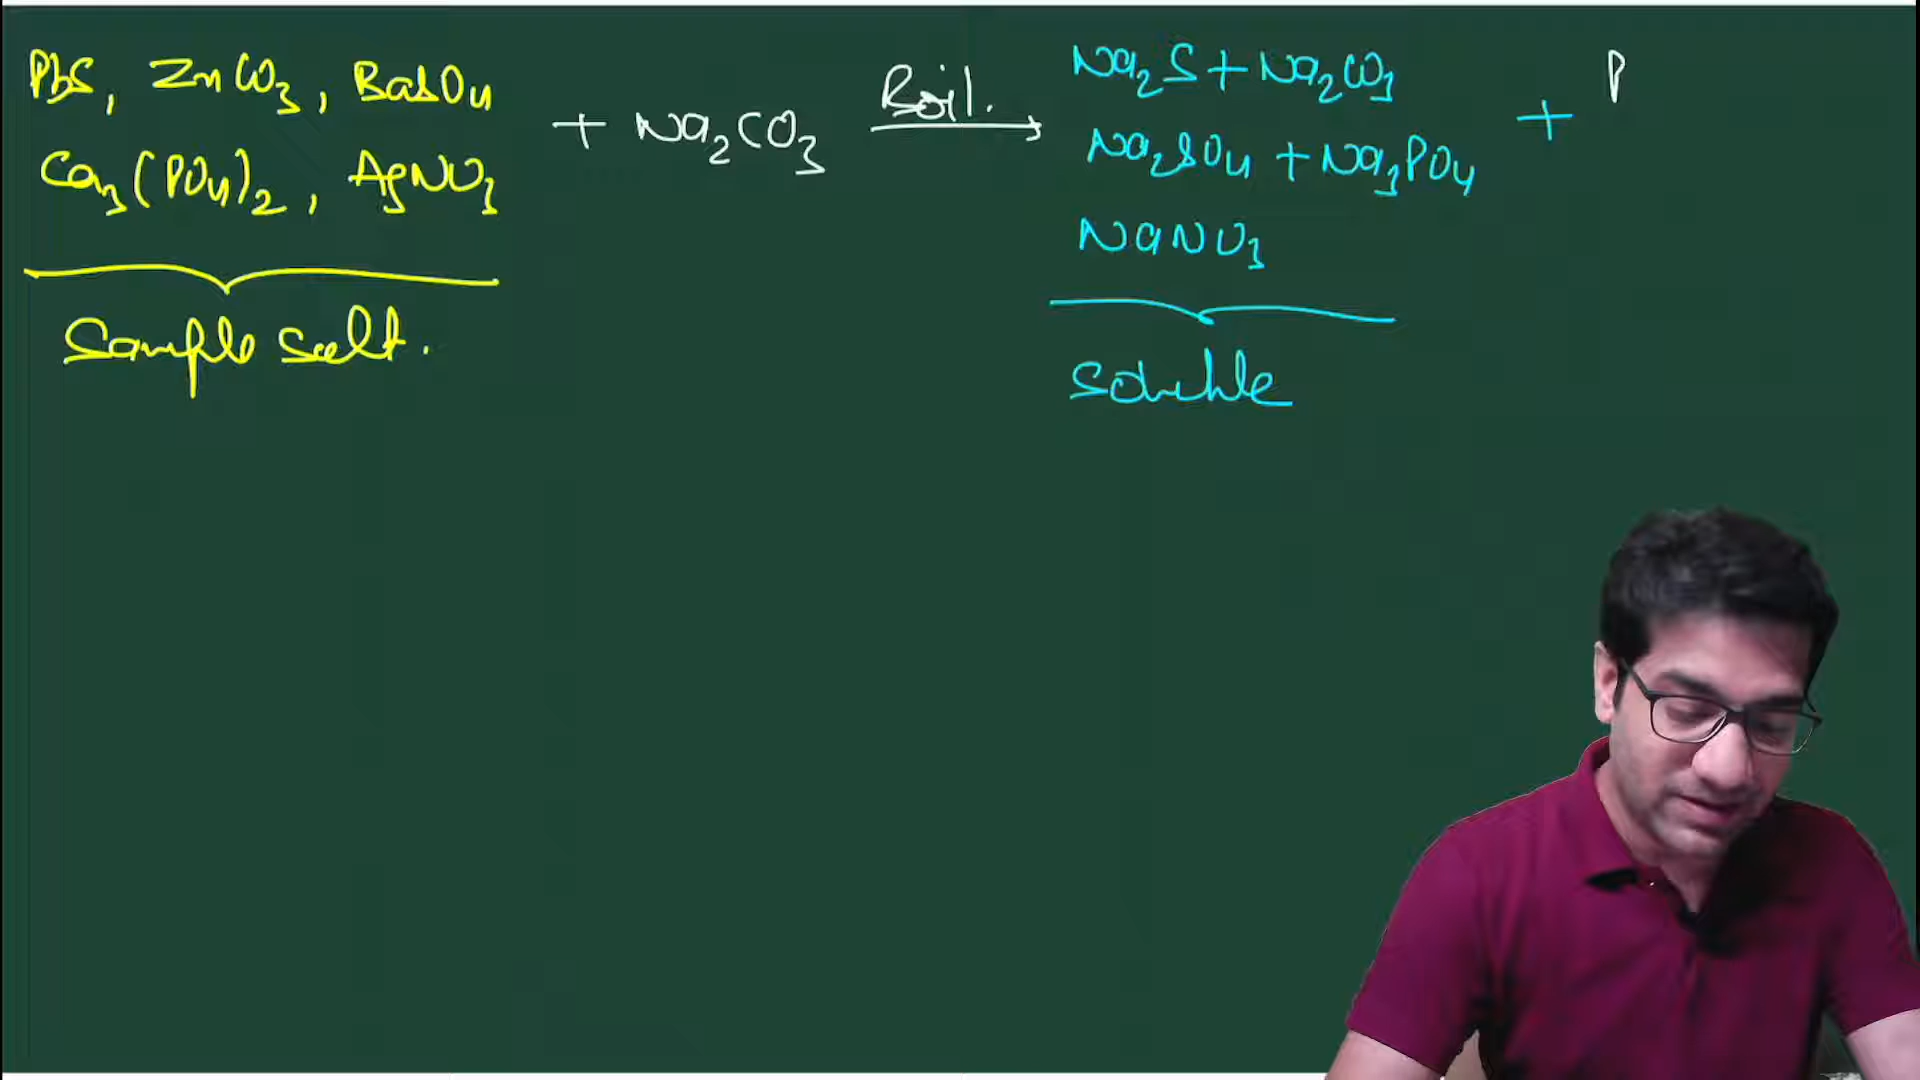 PbS, ZnCO3, BaSO4
Ca3(PO4)2, AgNO3
Sample salt.
+ Na2CO3
Boil.
Na2S + Na2CO3
Na2SO4 + Na3PO4
NaNO3
soluble
+ P